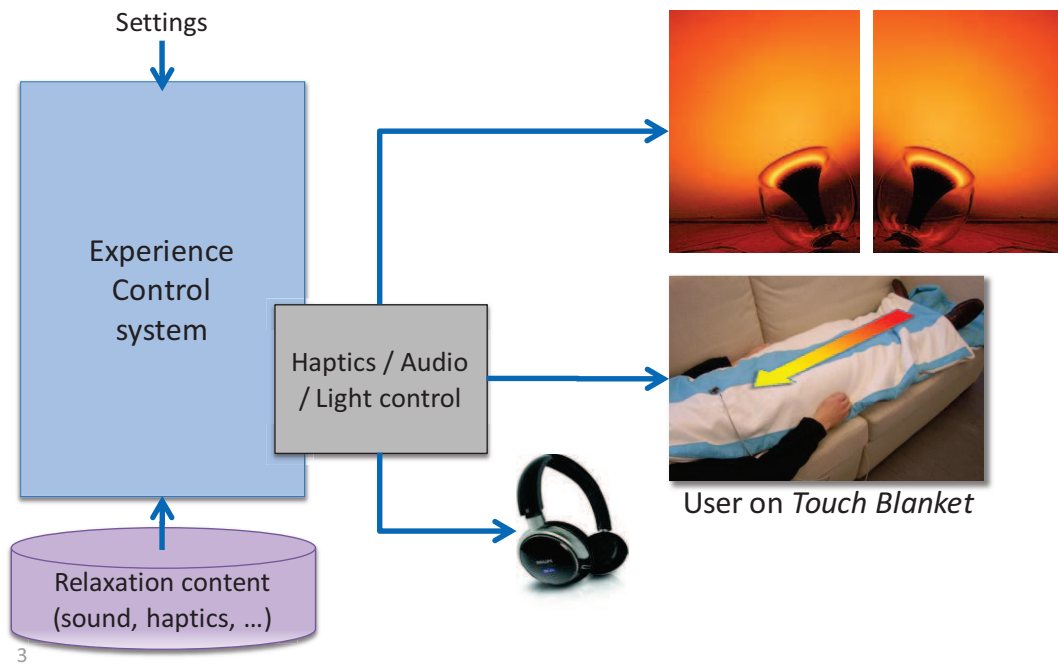 Settings
Experience
Control
system
Haptics / Audio
/ Light control
User on Touch Blanket
Relaxation content
(sound, haptics, ...)
3